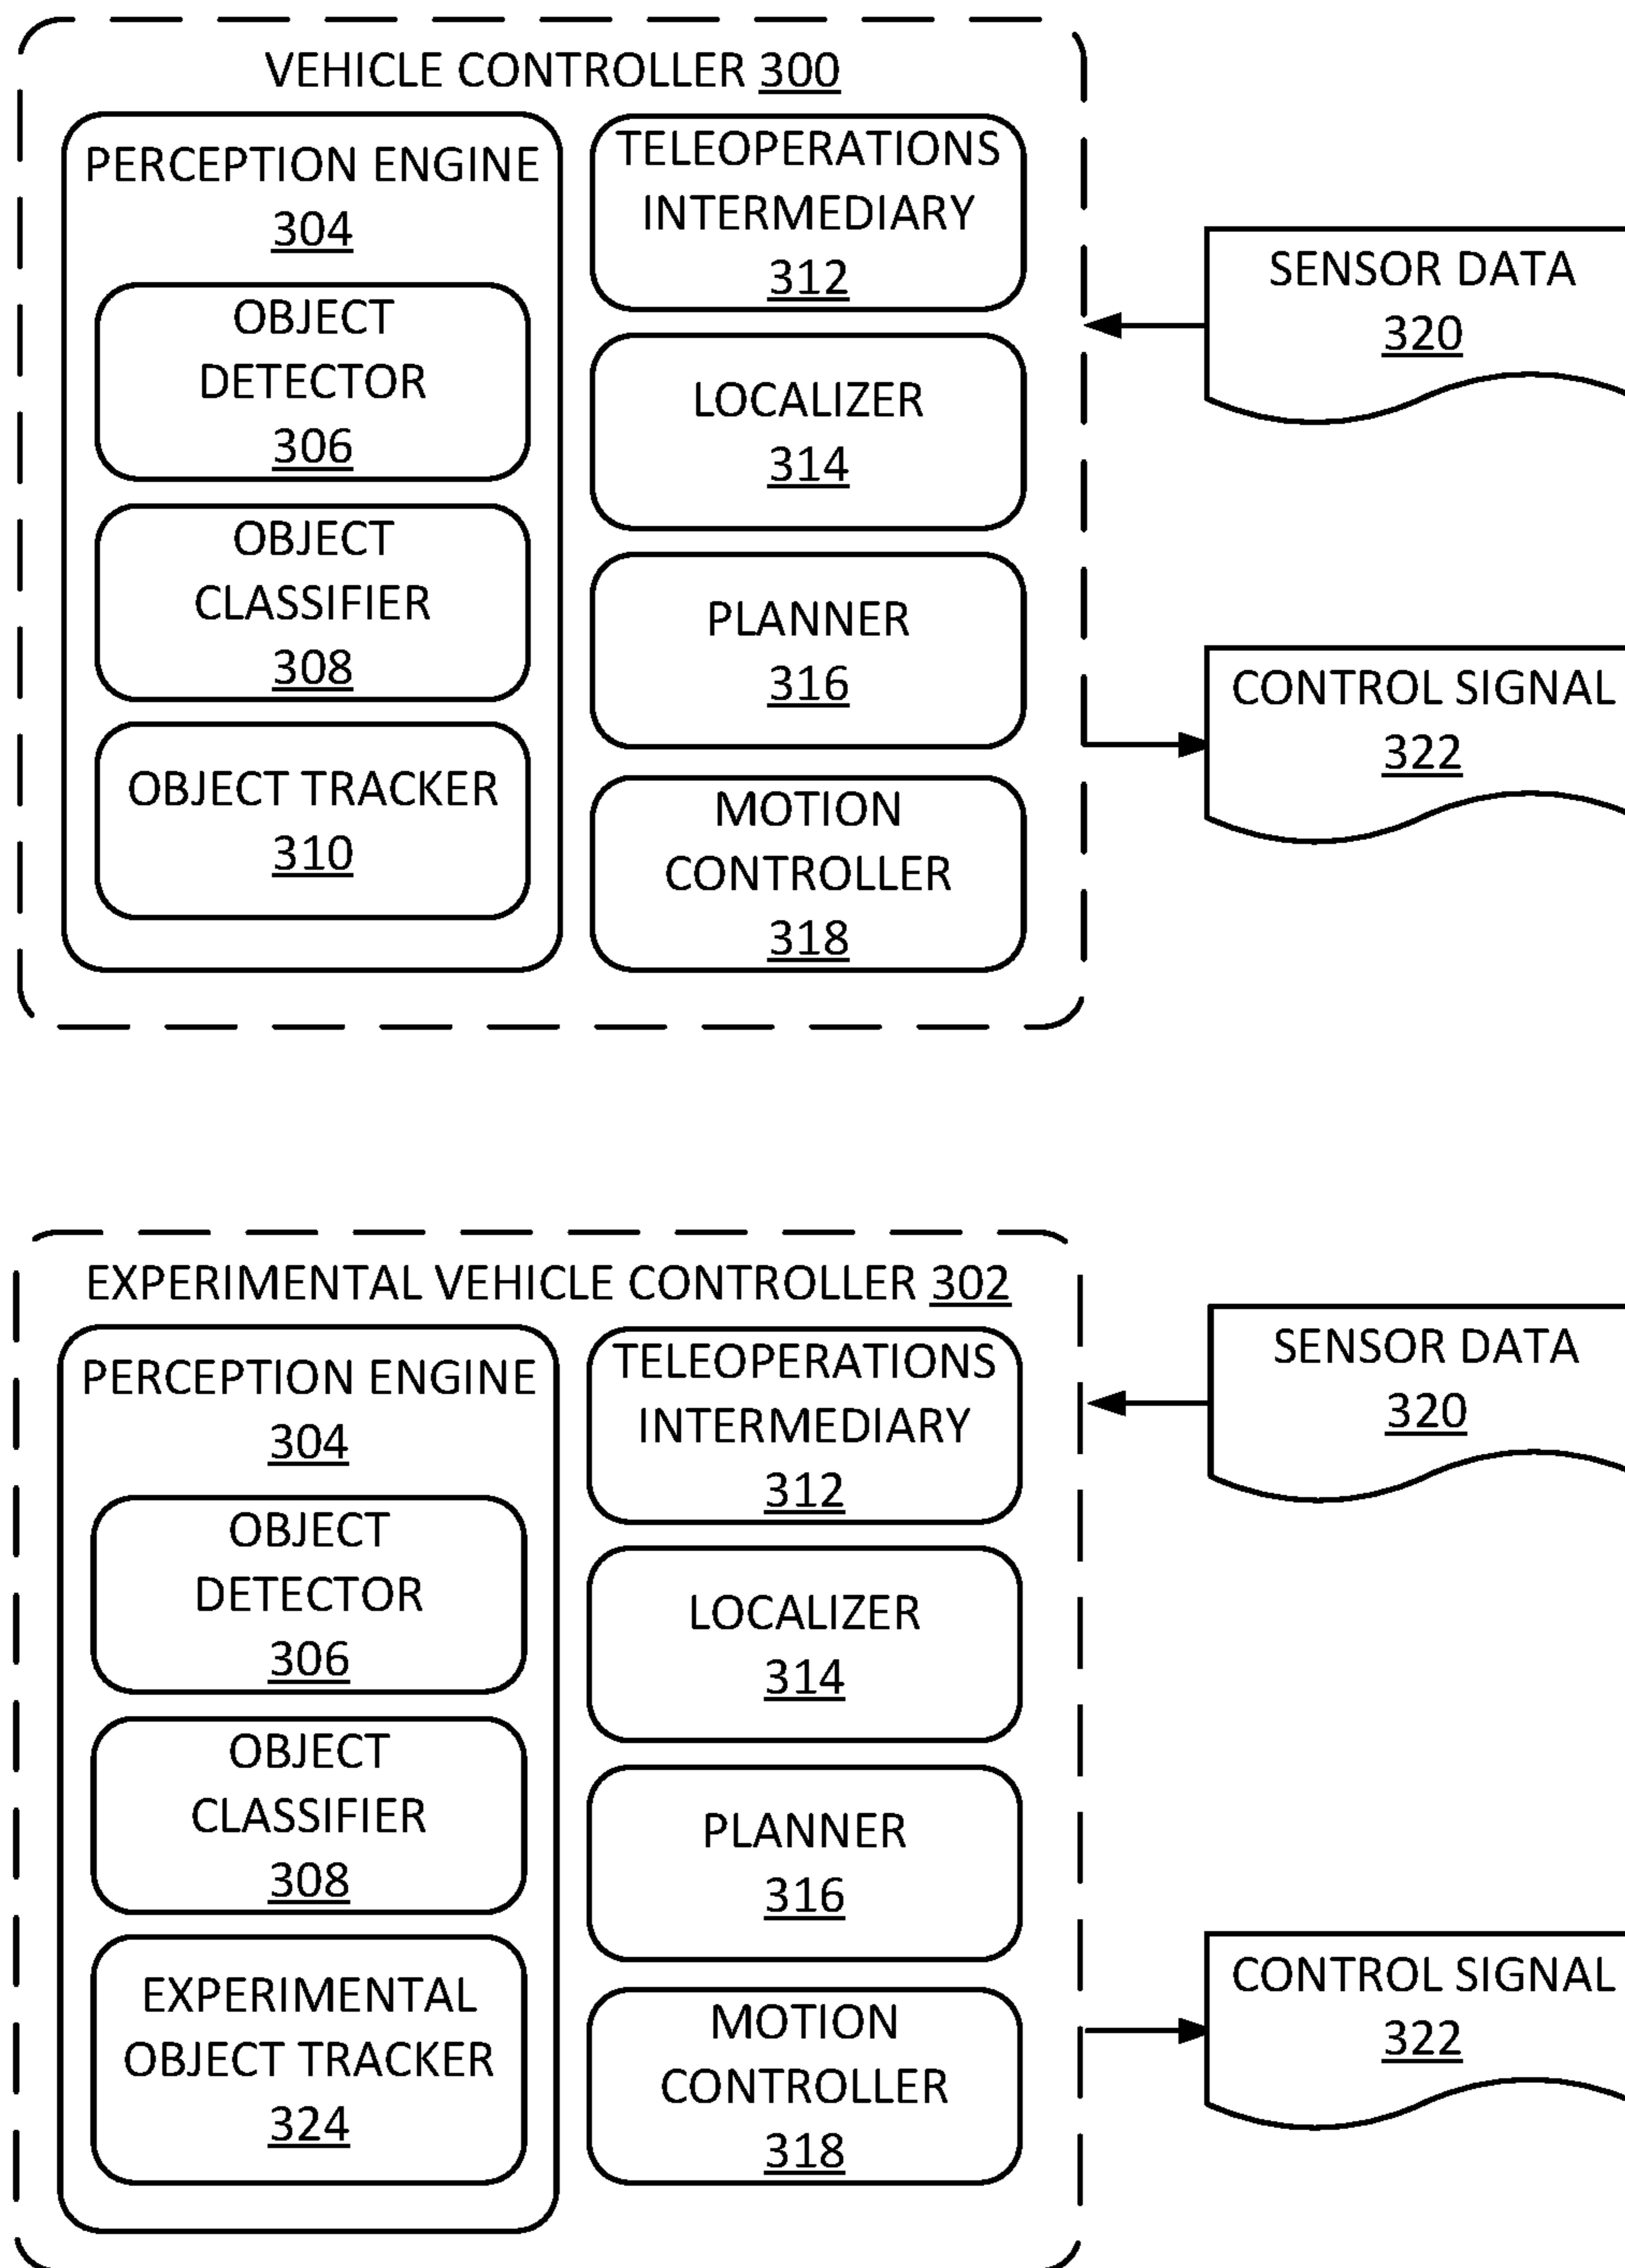 VEHICLE CONTROLLER 300
PERCEPTION ENGINE
304
OBJECT
DETECTOR
306
OBJECT
CLASSIFIER
308
OBJECT TRACKER
310
TELEOPERATIONS
INTERMEDIARY
312
LOCALIZER
314
PLANNER
316
MOTION
CONTROLLER
318
SENSOR DATA
320
CONTROL SIGNAL
322
EXPERIMENTAL VEHICLE CONTROLLER 302
PERCEPTION ENGINE
304
OBJECT
DETECTOR
306
OBJECT
CLASSIFIER
308
EXPERIMENTAL
OBJECT TRACKER
324
TELEOPERATIONS
INTERMEDIARY
312
LOCALIZER
314
PLANNER
316
MOTION
CONTROLLER
318
SENSOR DATA
320
CONTROL SIGNAL
322